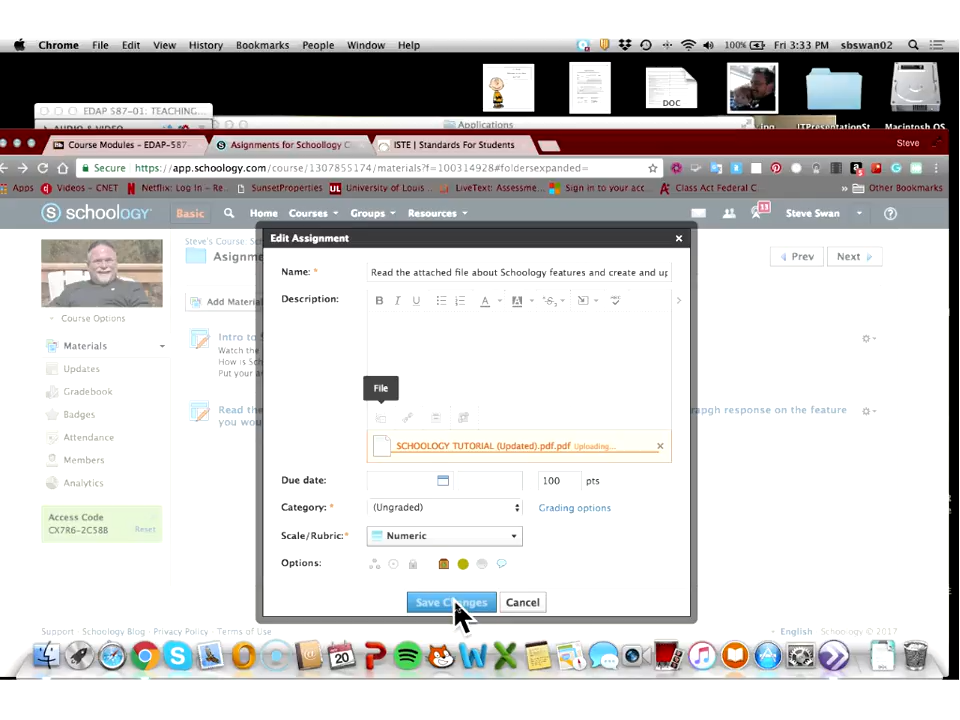 Chrome File Edit View History Bookmarks People Window Help 100% Fri 3:33 PM sbswan02
DOC
EDAP 587-01: TEACHING...
AUDIO & VIDEO
Applications
Macintosh OS
Course Modules – EDAP-587-
Asignments for Schoology C
ISTE | Standards For Students
Steve
Secure https://app.schoology.com/course/1307855174/materials?f=100314928#foldersexpanded=
Apps Videos – CNET Netflix: Log In – Re... SunsetProperties University of Louis... LiveText: Assessme... Sign in to your acc... Class Act Federal C... » Other Bookmarks
schoology Basic Home Courses Groups Resources 13 Steve Swan
Edit Assignment
Steve's Course: Sc
Asignme
Prev Next
Name: * Read the attached file about Schoology features and create and up
Description: B I U A A
Add Materia
Course Options
Materials
Intro to S
Watch the
How is Sch
Put your a
Updates
File
Gradebook
Read the
you wou
rapgh response on the feature
Badges
Attendance
SCHOOLOGY TUTORIAL (Updated).pdf.pdf Uploading...
Members
Analytics
Due date: 100 pts
Category: * (Ungraded) Grading options
Access Code
CX7R6-2C58B Reset
Scale/Rubric: * Numeric
Options:
Save Changes Cancel
Support · Schoology Blog · Privacy Policy · Terms of Use
English Schoology © 2017
20